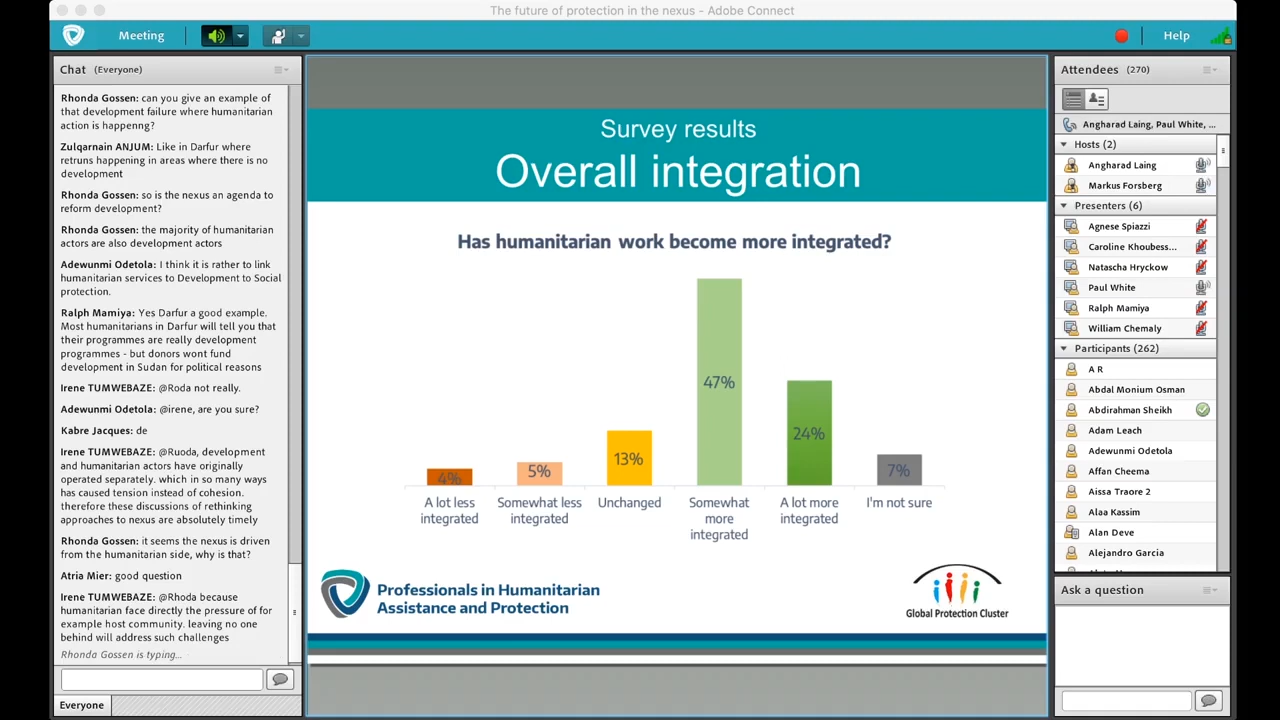 The future of protection in the nexus - Adobe Connect
Meeting
Help
Chat (Everyone)
Rhonda Gossen: can you give an example of
that development failure where humanitarian
action is happenng?
Zulqarnain ANJUM: Like in Darfur where
retruns happening in areas where there is no
development
Rhonda Gossen: so is the nexus an agenda to
reform development?
Rhonda Gossen: the majority of humanitarian
actors are also development actors
Adewunmi Odetola: I think it is rather to link
humanitarian services to Development to Social
protection.
Ralph Mamiya: Yes Darfur a good example.
Most humanitarians in Darfur will tell you that
their programmes are really development
programmes - but donors wont fund
development in Sudan for political reasons
Irene TUMWEBAZE: @Roda not really.
Adewunmi Odetola: @irene, are you sure?
Kabre Jacques: de
Irene TUMWEBAZE: @Ruoda, development
and humanitarian actors have originally
operated separately. which in so many ways
has caused tension instead of cohesion.
therefore these discussions of rethinking
approaches to nexus are absolutely timely
Rhonda Gossen: it seems the nexus is driven
from the humanitarian side, why is that?
Atria Mier: good question
Irene TUMWEBAZE: @Rhoda because
humanitarian face directly the pressure of for
example host community. leaving no one
behind will address such challenges
Rhonda Gossen is typing...
Everyone
Survey results
Overall integration
Has humanitarian work become more integrated?
4%
5%
13%
47%
24%
7%
A lot less
integrated
Somewhat less
integrated
Unchanged
Somewhat
more
integrated
A lot more
integrated
I'm not sure
Professionals in Humanitarian
Assistance and Protection
Global Protection Cluster
Attendees (270)
Angharad Laing, Paul White, ...
Hosts (2)
Angharad Laing
Markus Forsberg
Presenters (6)
Agnese Spiazzi
Caroline Khoubess...
Natascha Hryckow
Paul White
Ralph Mamiya
William Chemaly
Participants (262)
A R
Abdal Monium Osman
Abdirahman Sheikh
Adam Leach
Adewunmi Odetola
Affan Cheema
Aissa Traore 2
Alaa Kassim
Alan Deve
Alejandro Garcia
Ask a question